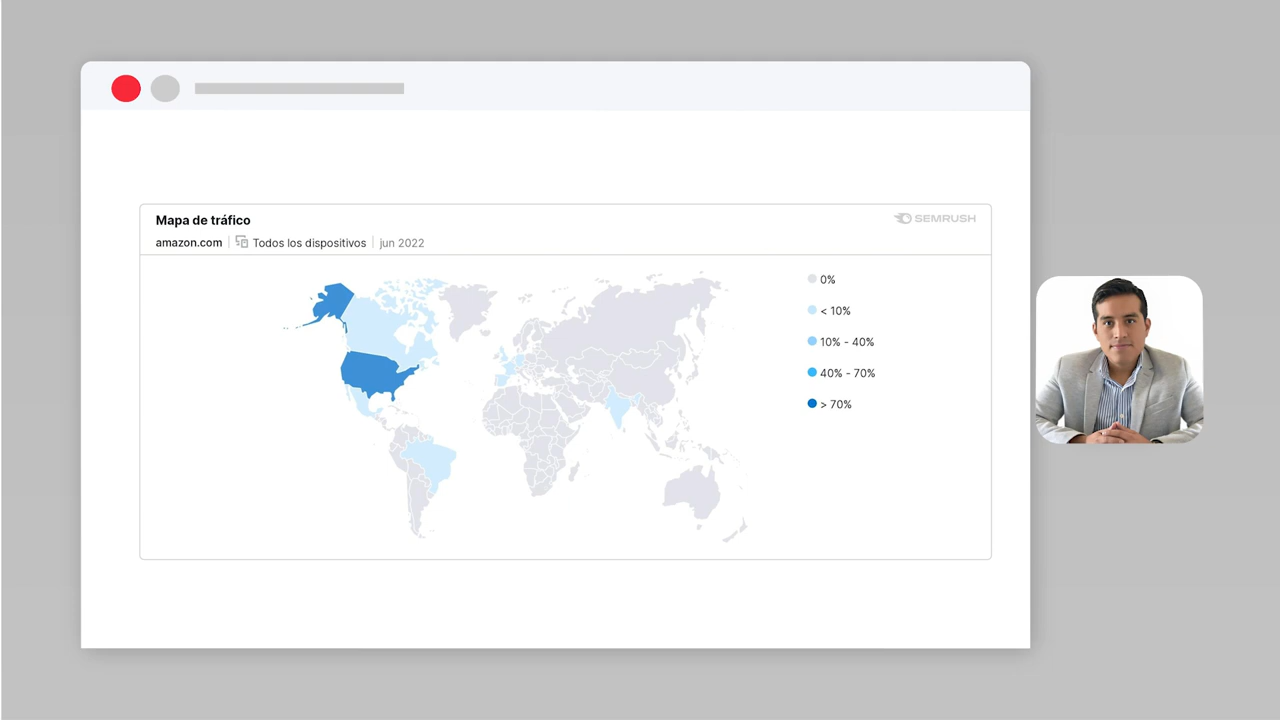 Mapa de tráfico
SEMRUSH
amazon.com | Todos los dispositivos | jun 2022
0%
< 10%
10% - 40%
40% - 70%
> 70%